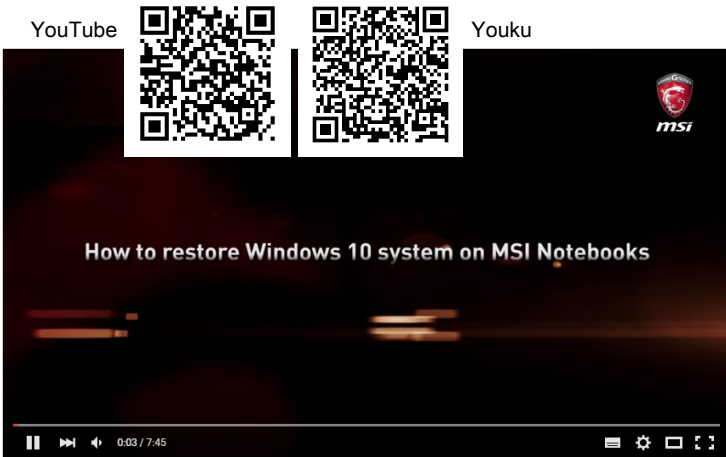 YouTube
Youku
msi
How to restore Windows 10 system on MSI Notebooks
0:03 / 7:45